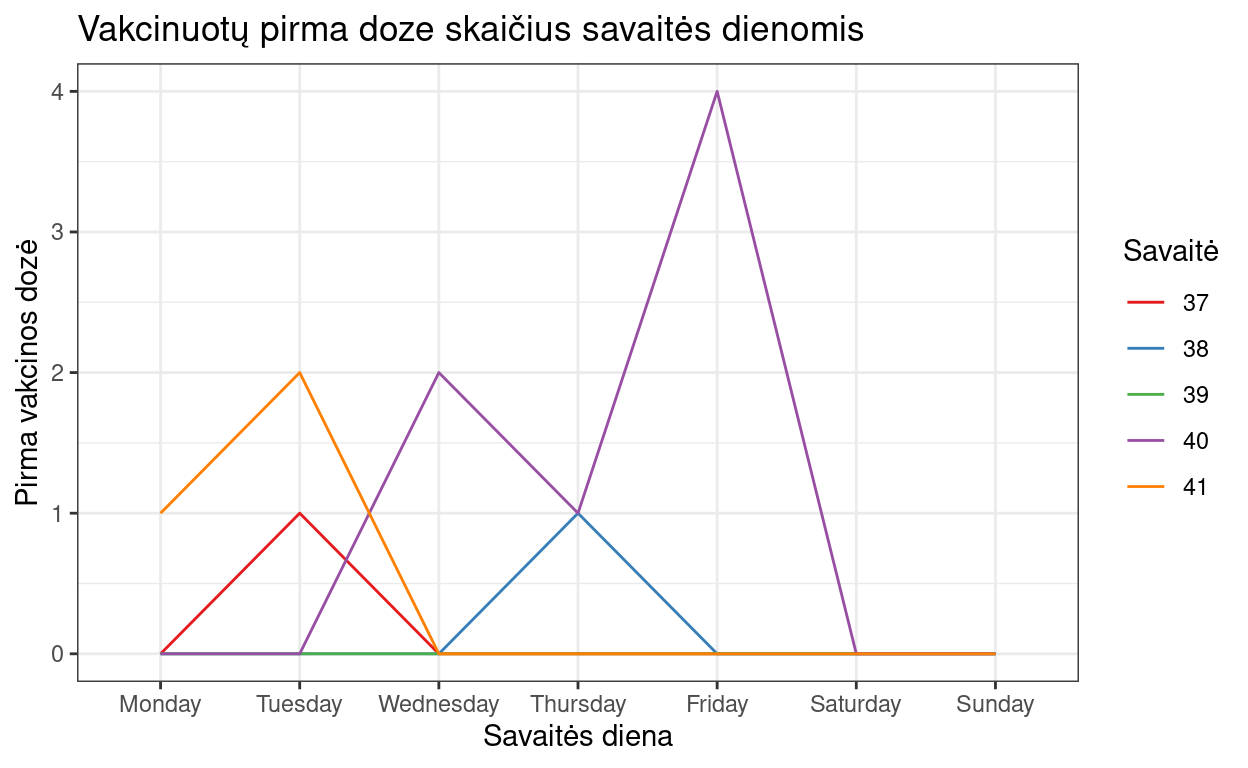 Vakcinuotų pirma doze skaičius savaitės dienomis
Pirma vakcinos dozė
4
3
2
1
0
Monday Tuesday Wednesday Thursday Friday Saturday Sunday
Savaitės diena
Savaitė
37
38
39
40
41